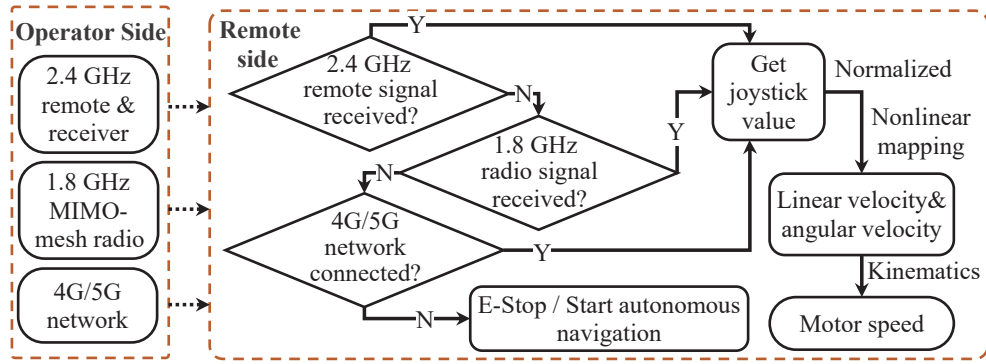 Operator Side
2.4 GHz
remote &
receiver
1.8 GHz
MIMO-
mesh radio
4G/5G
network
Remote
side
2.4 GHz
remote signal
received?
Y
N
1.8 GHz
radio signal
received?
Y
N
4G/5G
network
connected?
Y
N
E-Stop / Start autonomous
navigation
Get
joystick
value
Normalized
Nonlinear
mapping
Linear velocity&
angular velocity
Kinematics
Motor speed